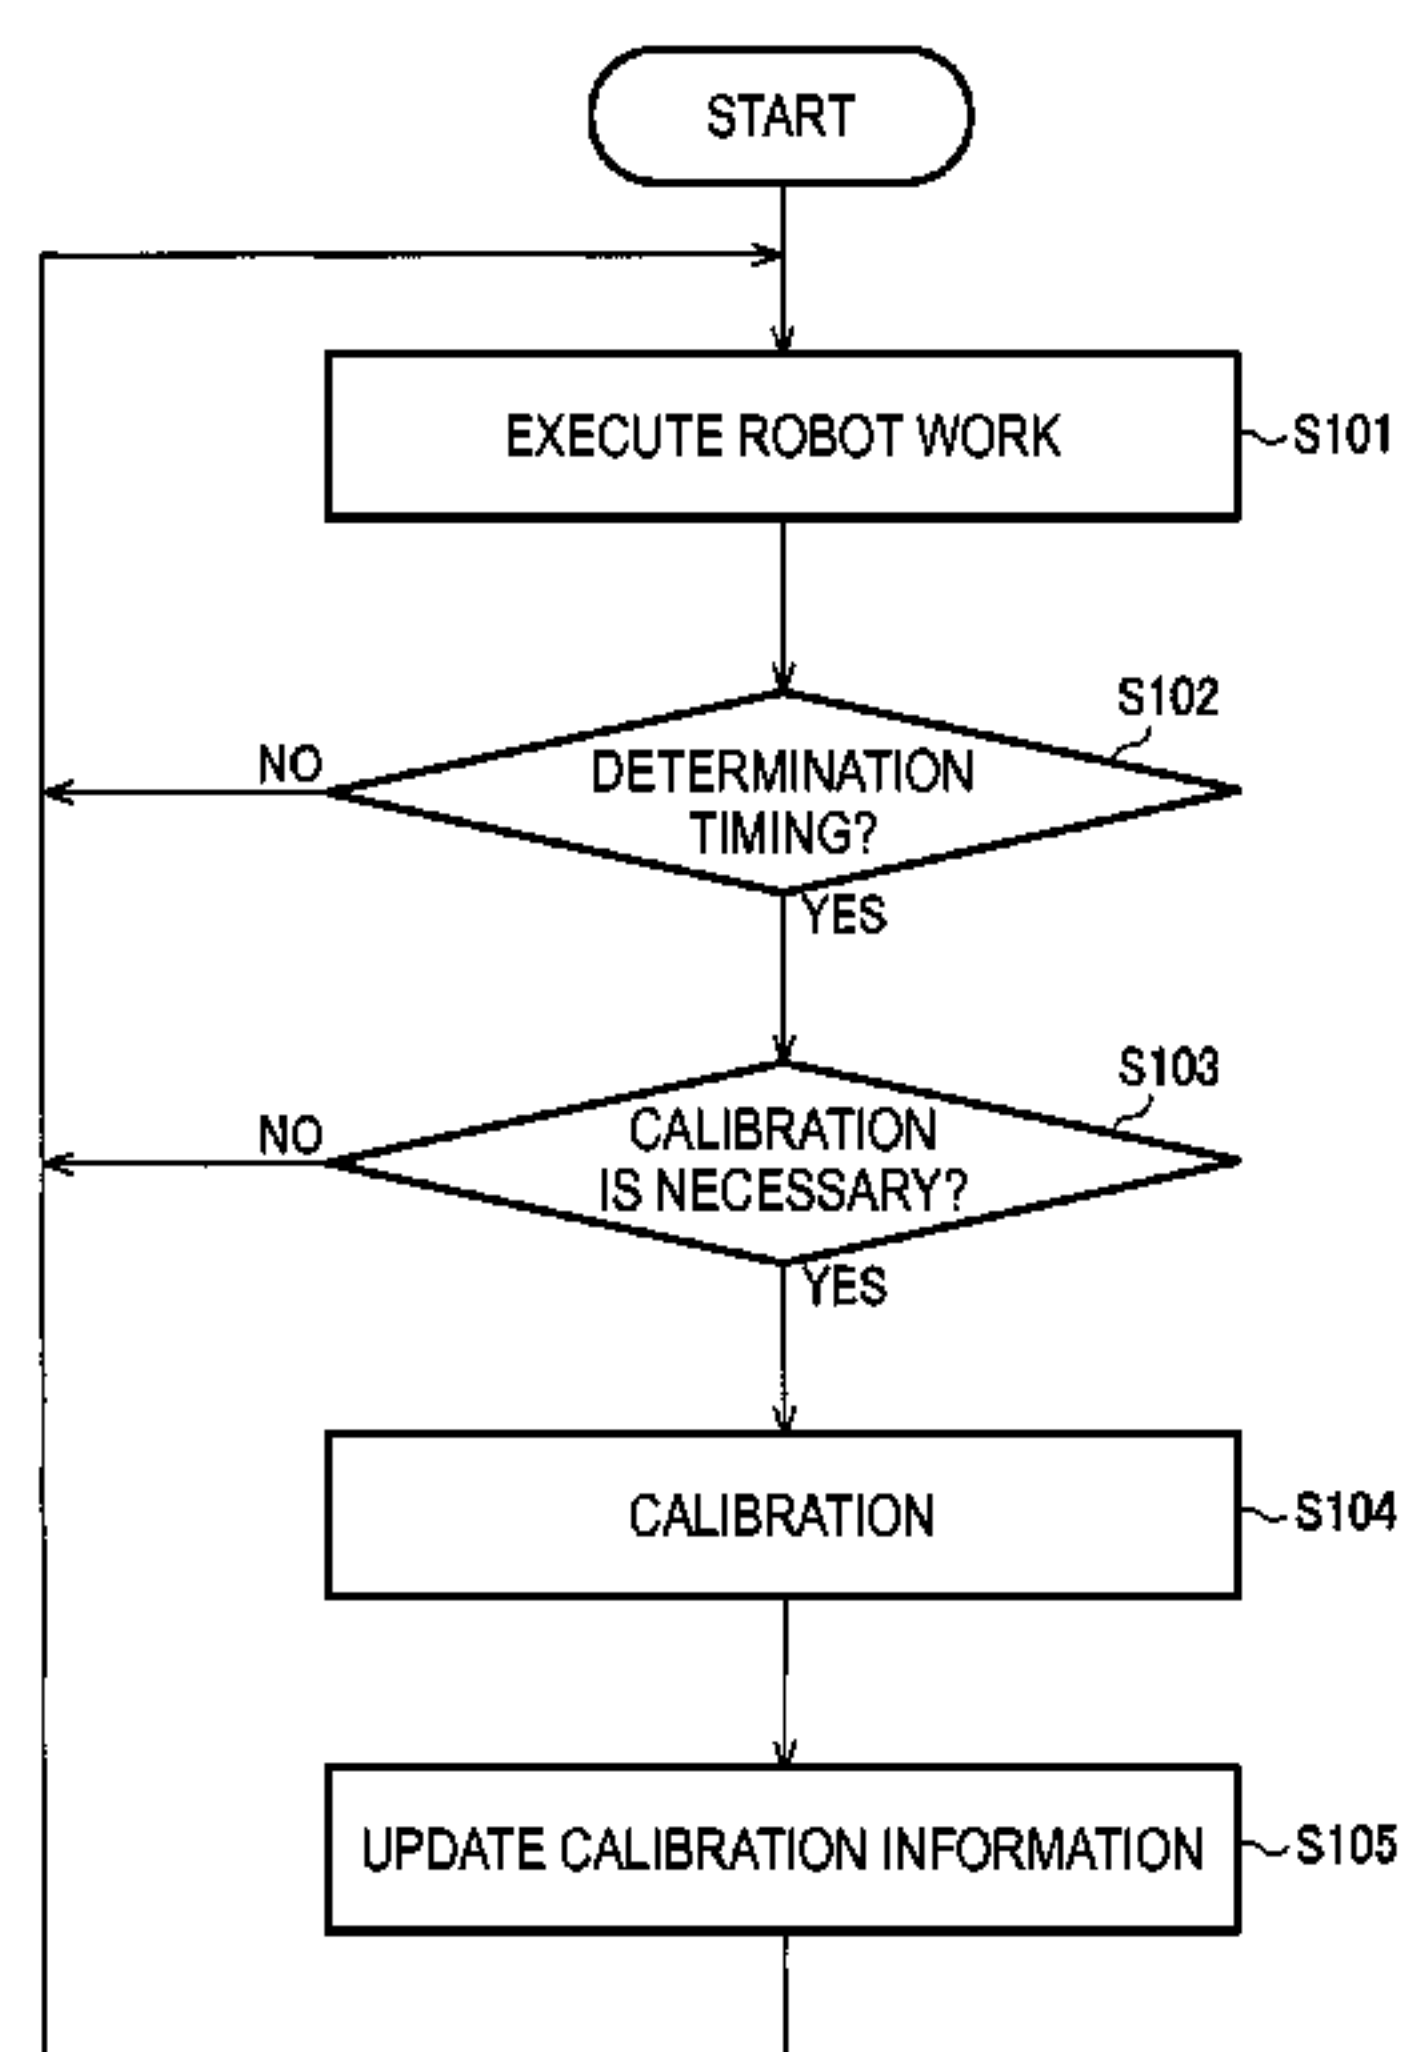 START
EXECUTE ROBOT WORK
S101
S102
DETERMINATION
TIMING?
NO
YES
S103
CALIBRATION
IS NECESSARY?
NO
YES
CALIBRATION
S104
UPDATE CALIBRATION INFORMATION
S105